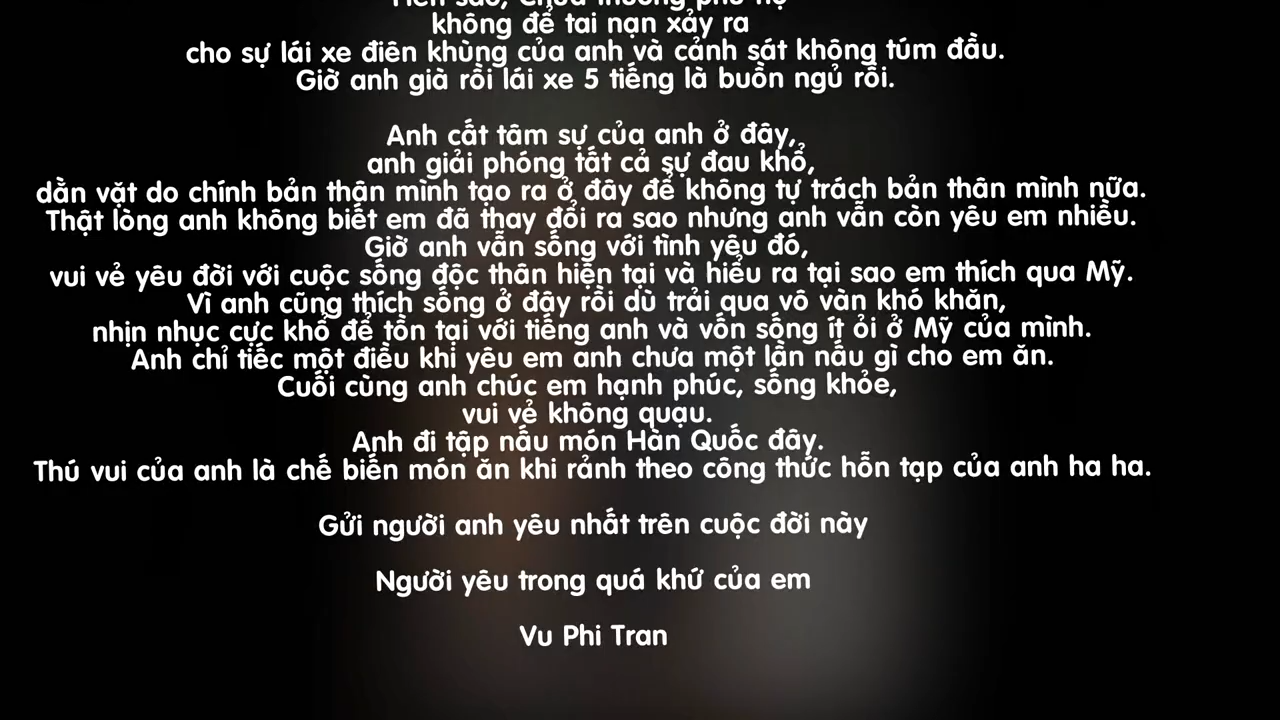 không để tai nạn xảy ra
cho sự lái xe điên khùng của anh và cảnh sát không túm đầu.
Giờ anh già rồi lái xe 5 tiếng là buồn ngủ rồi.
Anh cất tâm sự của anh ở đây,
anh giải phóng tất cả sự đau khổ,
dằn vặt do chính bản thận mình tạo ra ở đây để không tự trách bản thân mình nữa.
Thật lòng anh không biết em đã thay đổi ra sao nhưng anh vẫn còn yêu em nhiều.
Giờ anh vẫn sống với tình yêu đó,
vui vẻ yêu đời với cuộc sống độc thân hiện tại và hiểu ra tại sao em thích qua Mỹ.
Vì anh cũng thích sống ở đây rồi dù trải qua vô vàn khó khăn,
nhịn nhục cực khổ để tồn tại với tiếng anh và vốn sống ít ỏi ở Mỹ của mình.
Anh chỉ tiếc một điều khi yêu em anh chưa một lần nấu gì cho em ăn.
Cuối cùng anh chúc em hạnh phúc, sống khỏe,
vui vẻ không quạu.
Anh đi tập nấu món Hàn Quốc đây.
Thú vui của anh là chế biến món ăn khi rảnh theo công thức hỗn tạp của anh ha ha.
Gửi người anh yêu nhất trên cuộc đời này
Người yêu trong quá khứ của em
Vu Phi Tran